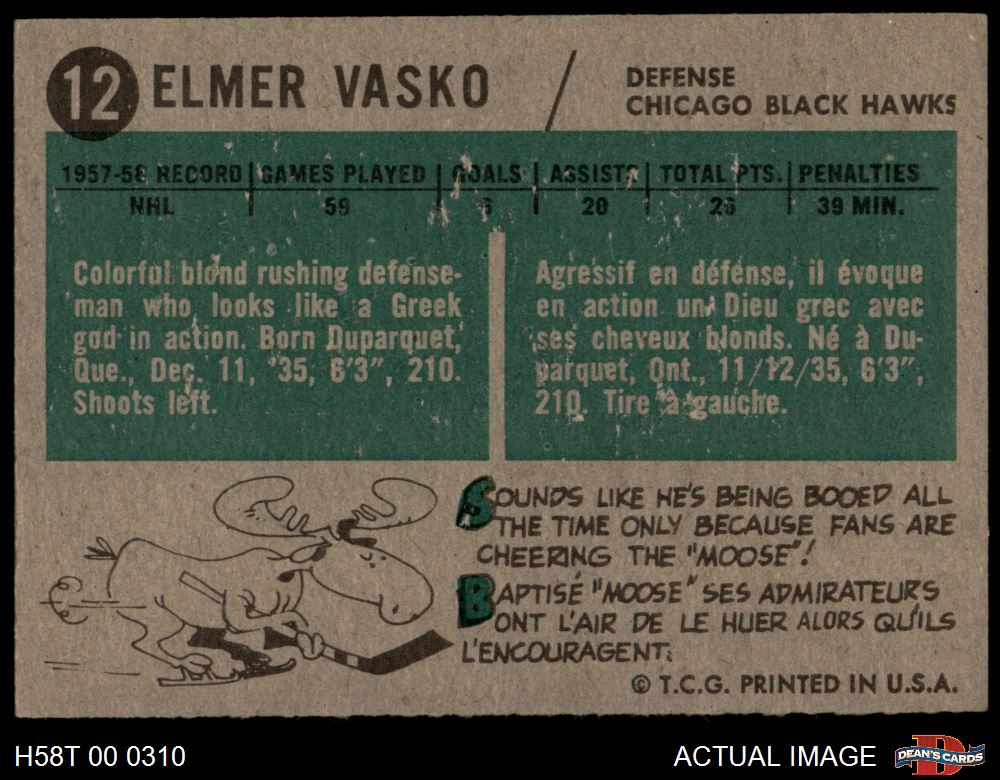 12 ELMER VASKO
DEFENSE
CHICAGO BLACK HAWKS
1957-58 RECORD GAMES PLAYED GOALS ASSISTS TOTAL PTS. PENALTIES
NHL 59 6 20 26 39 MIN.
Colorful blond rushing defense-
man who looks like a Greek
god in action. Born Duparquet,
Que., Dec. 11, '35, 6'3", 210.
Shoots left.
Agressif en défense, il évoque
en action un Dieu grec avec
ses cheveux blonds. Né à Du-
parquet, Ont., 11/12/35, 6'3",
210. Tire à gauche.
SOUNDS LIKE HE'S BEING BOOED ALL
THE TIME ONLY BECAUSE FANS ARE
CHEERING THE "MOOSE"!
BAPTISÉ "MOOSE" SES ADMIRATEURS
ONT L'AIR DE LE HUER ALORS QU'ILS
L'ENCOURAGENT.
© T.C.G. PRINTED IN U.S.A.
H58T 00 0310
ACTUAL IMAGE
DEAN'S CARDS